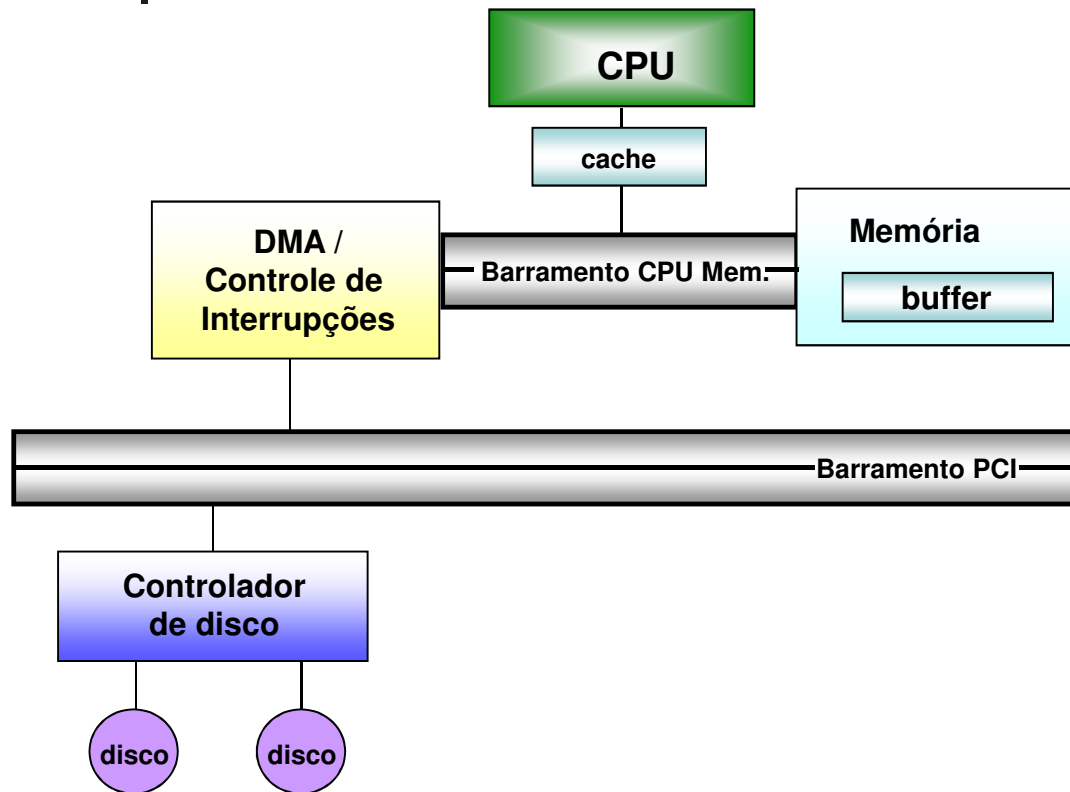 CPU
cache
DMA /
Controle de
Interrupções
Barramento CPU Mem.
Memória
buffer
Barramento PCI
Controlador
de disco
disco
disco